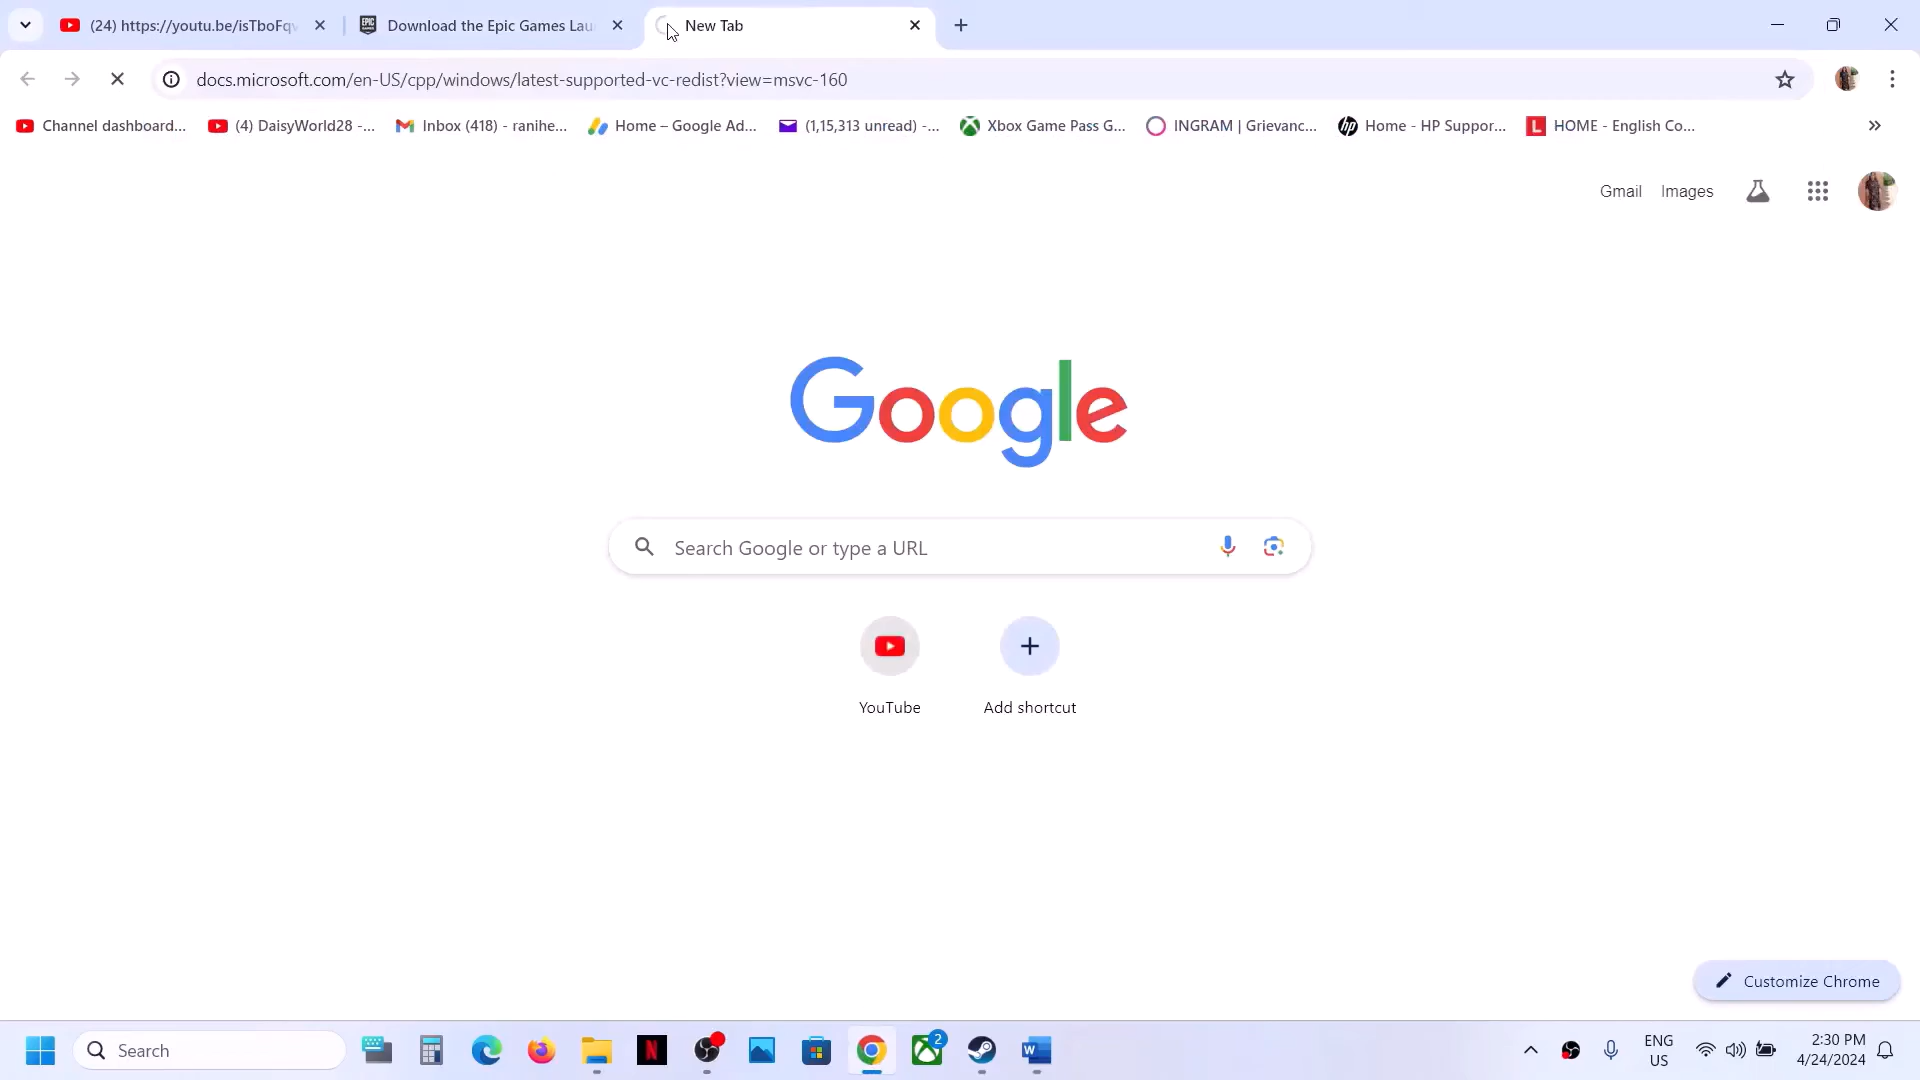 (24) https://youtu.be/isTboFqv
Download the Epic Games Lau
New Tab
docs.microsoft.com/en-US/cpp/windows/latest-supported-vc-redist?view=msvc-160
Channel dashboard...
(4) DaisyWorld28 -...
Inbox (418) - ranihe...
Home – Google Ad...
(1,15,313 unread) -...
Xbox Game Pass G...
INGRAM | Grievanc...
Home - HP Suppor...
HOME - English Co...
Gmail Images
Google
Search Google or type a URL
YouTube
Add shortcut
Customize Chrome
Search
2
ENG
US
2:30 PM
4/24/2024